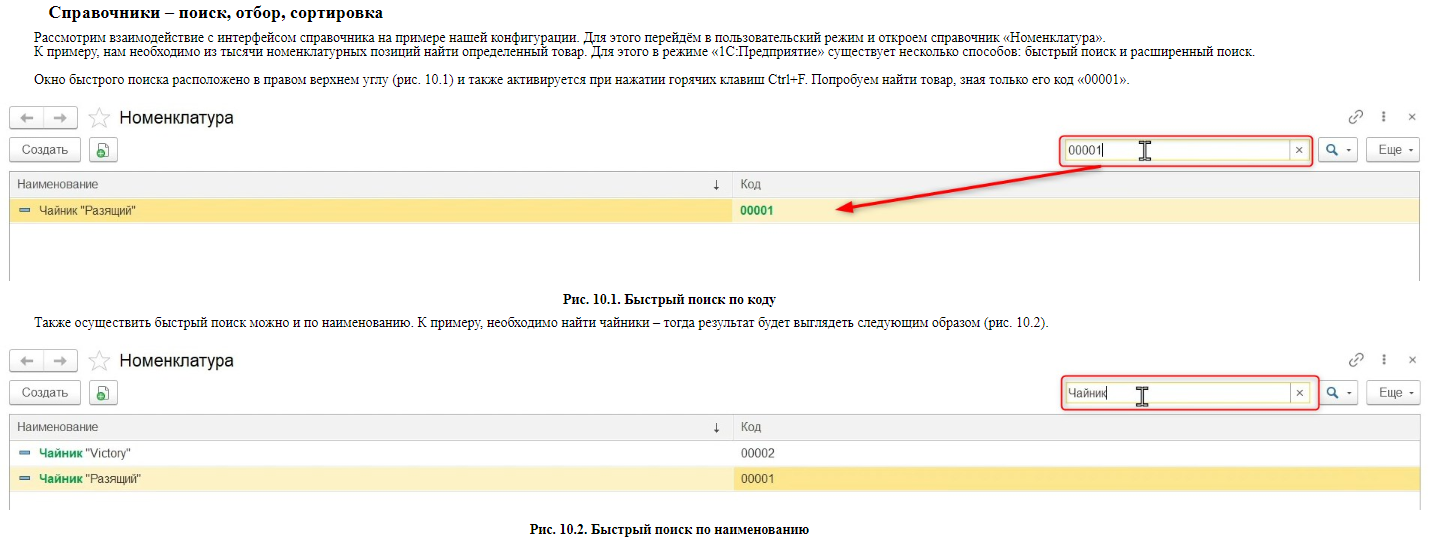 Справочники – поиск, отбор, сортировка
Рассмотрим взаимодействие с интерфейсом справочника на примере нашей конфигурации. Для этого перейдём в пользовательский режим и откроем справочник «Номенклатура».
К примеру, нам необходимо из тысячи номенклатурных позиций найти определенный товар. Для этого в режиме «1С:Предприятие» существует несколько способов: быстрый поиск и расширенный поиск.
Окно быстрого поиска расположено в правом верхнем углу (рис. 10.1) и также активируется при нажатии горячих клавиш Ctrl+F. Попробуем найти товар, зная только его код «00001».
Номенклатура
Создать 00001 Еще
Наименование Код
Чайник "Разящий" 00001
Рис. 10.1. Быстрый поиск по коду
Также осуществить быстрый поиск можно и по наименованию. К примеру, необходимо найти чайники – тогда результат будет выглядеть следующим образом (рис. 10.2).
Номенклатура
Создать Чайник Еще
Наименование Код
Чайник "Victory" 00002
Чайник "Разящий" 00001
Рис. 10.2. Быстрый поиск по наименованию